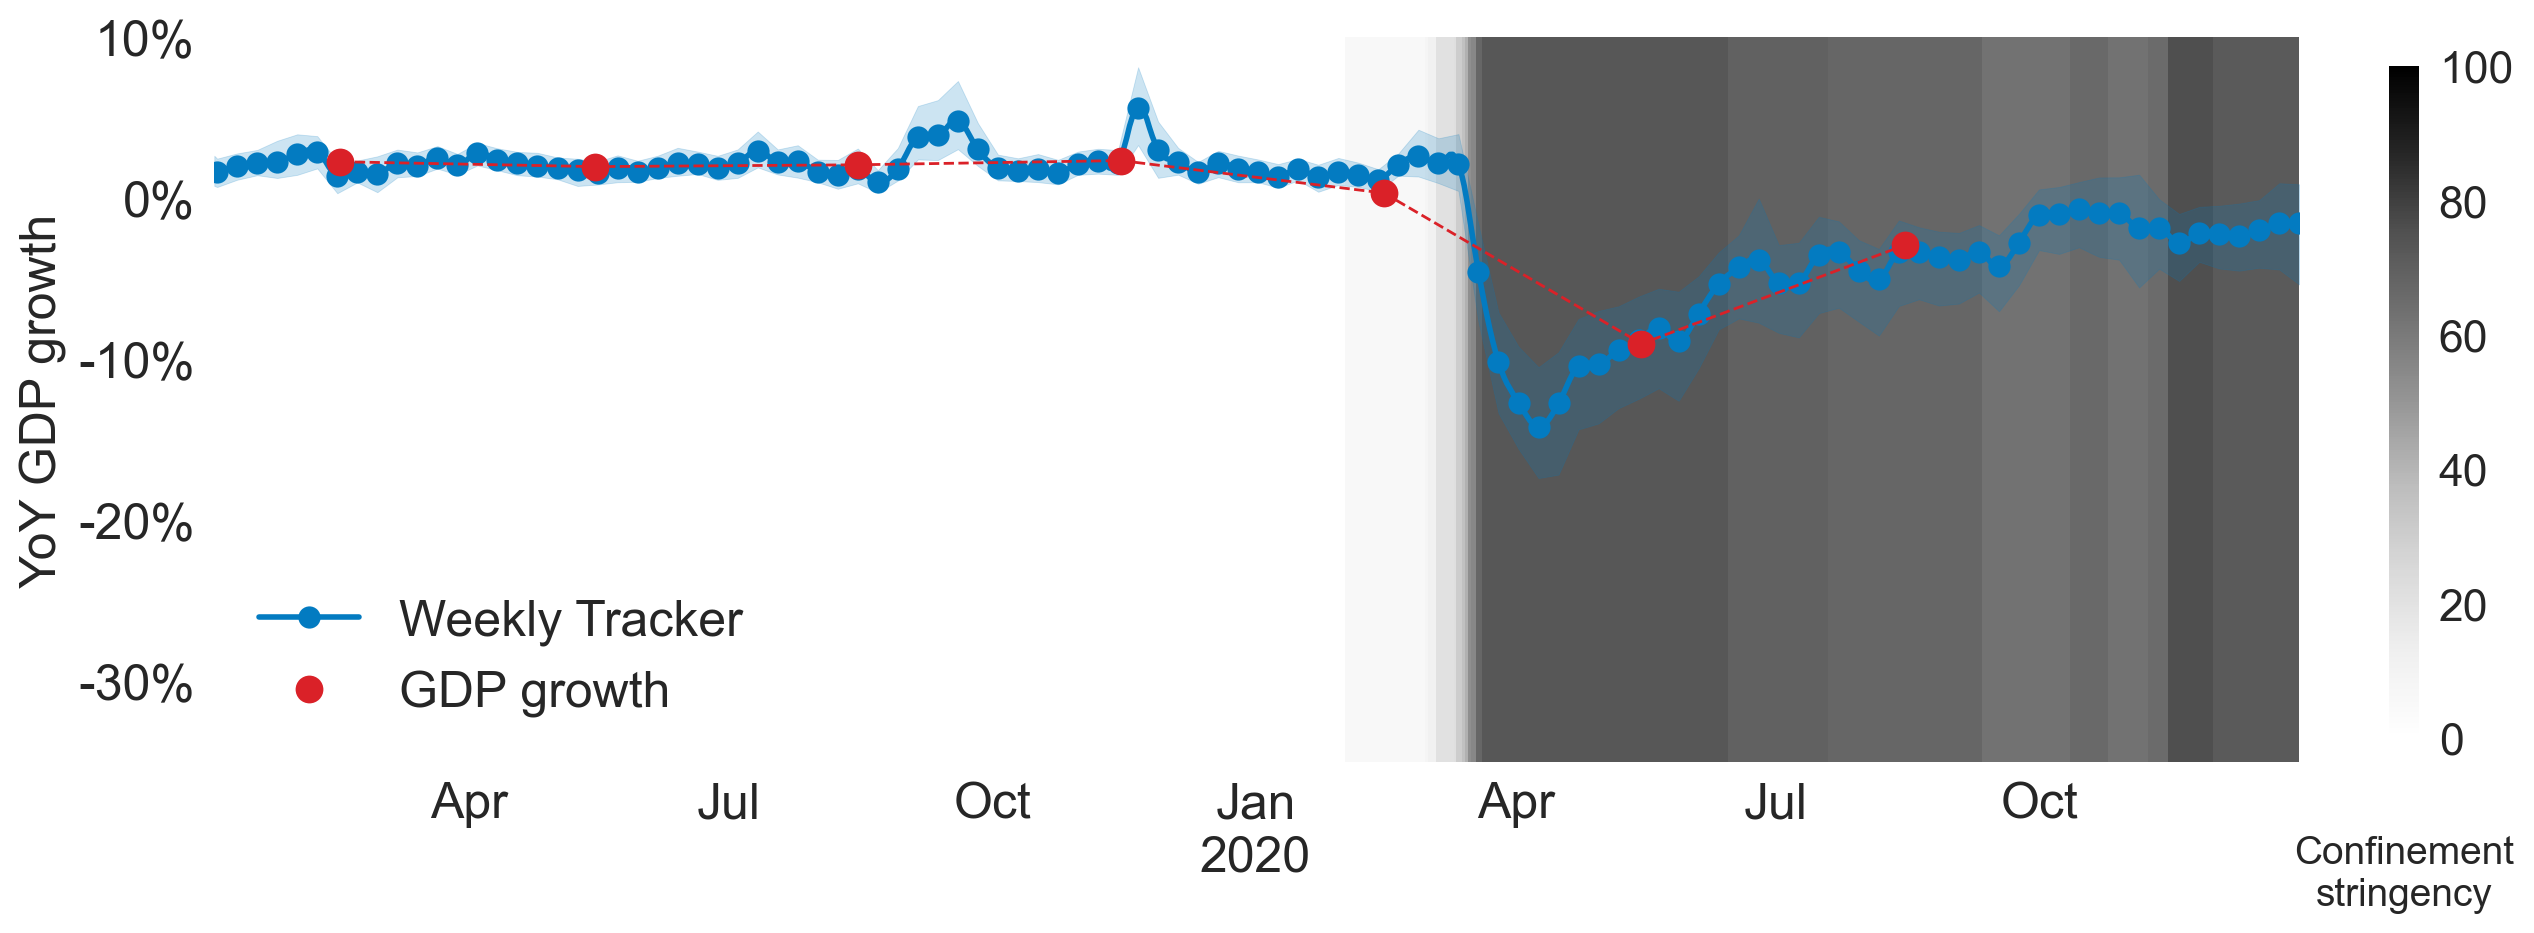 10%
0%
-10%
-20%
-30%
YoY GDP growth
Weekly Tracker
GDP growth
Apr Jul Oct Jan Apr Jul Oct
2020
100
80
60
40
20
0
Confinement
stringency